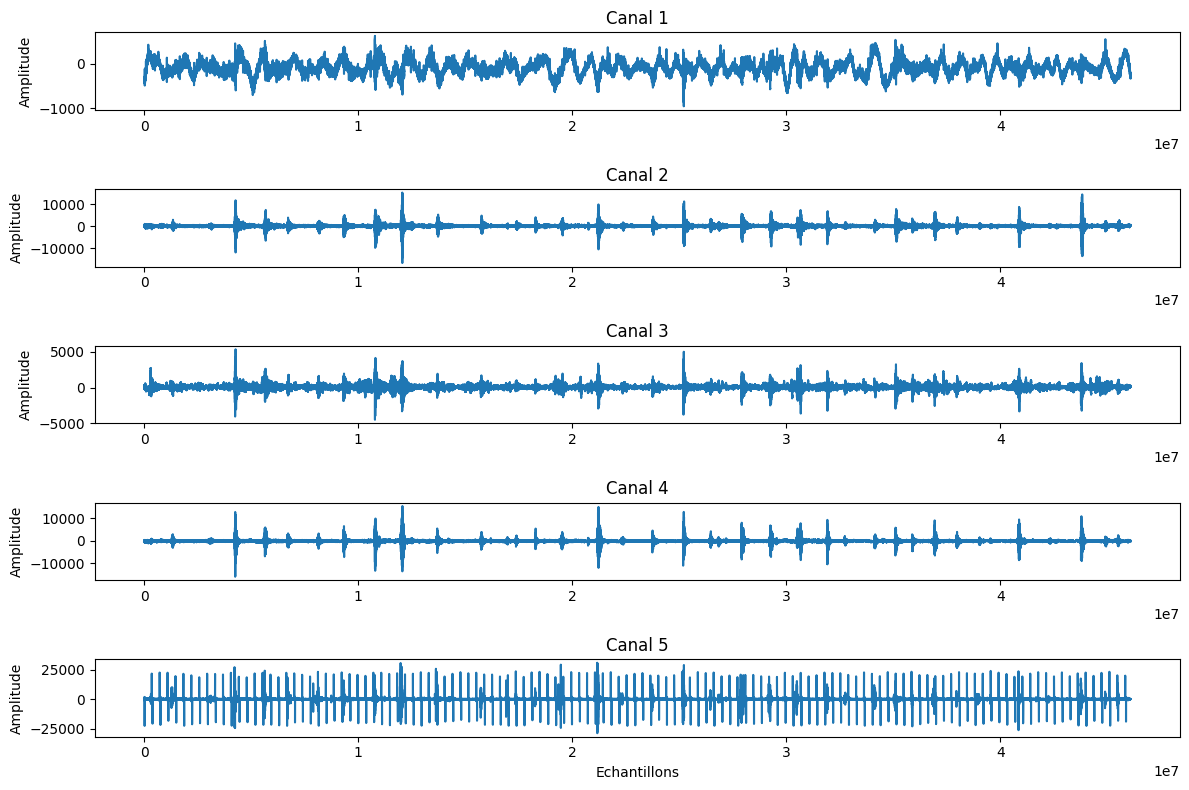 Canal 1
Amplitude
0
−1000
0 1 2 3 4
1e7
Canal 2
Amplitude
10000
0
−10000
0 1 2 3 4
1e7
Canal 3
Amplitude
5000
0
−5000
0 1 2 3 4
1e7
Canal 4
Amplitude
10000
0
−10000
0 1 2 3 4
1e7
Canal 5
Amplitude
25000
0
−25000
0 1 2 3 4
1e7
Echantillons